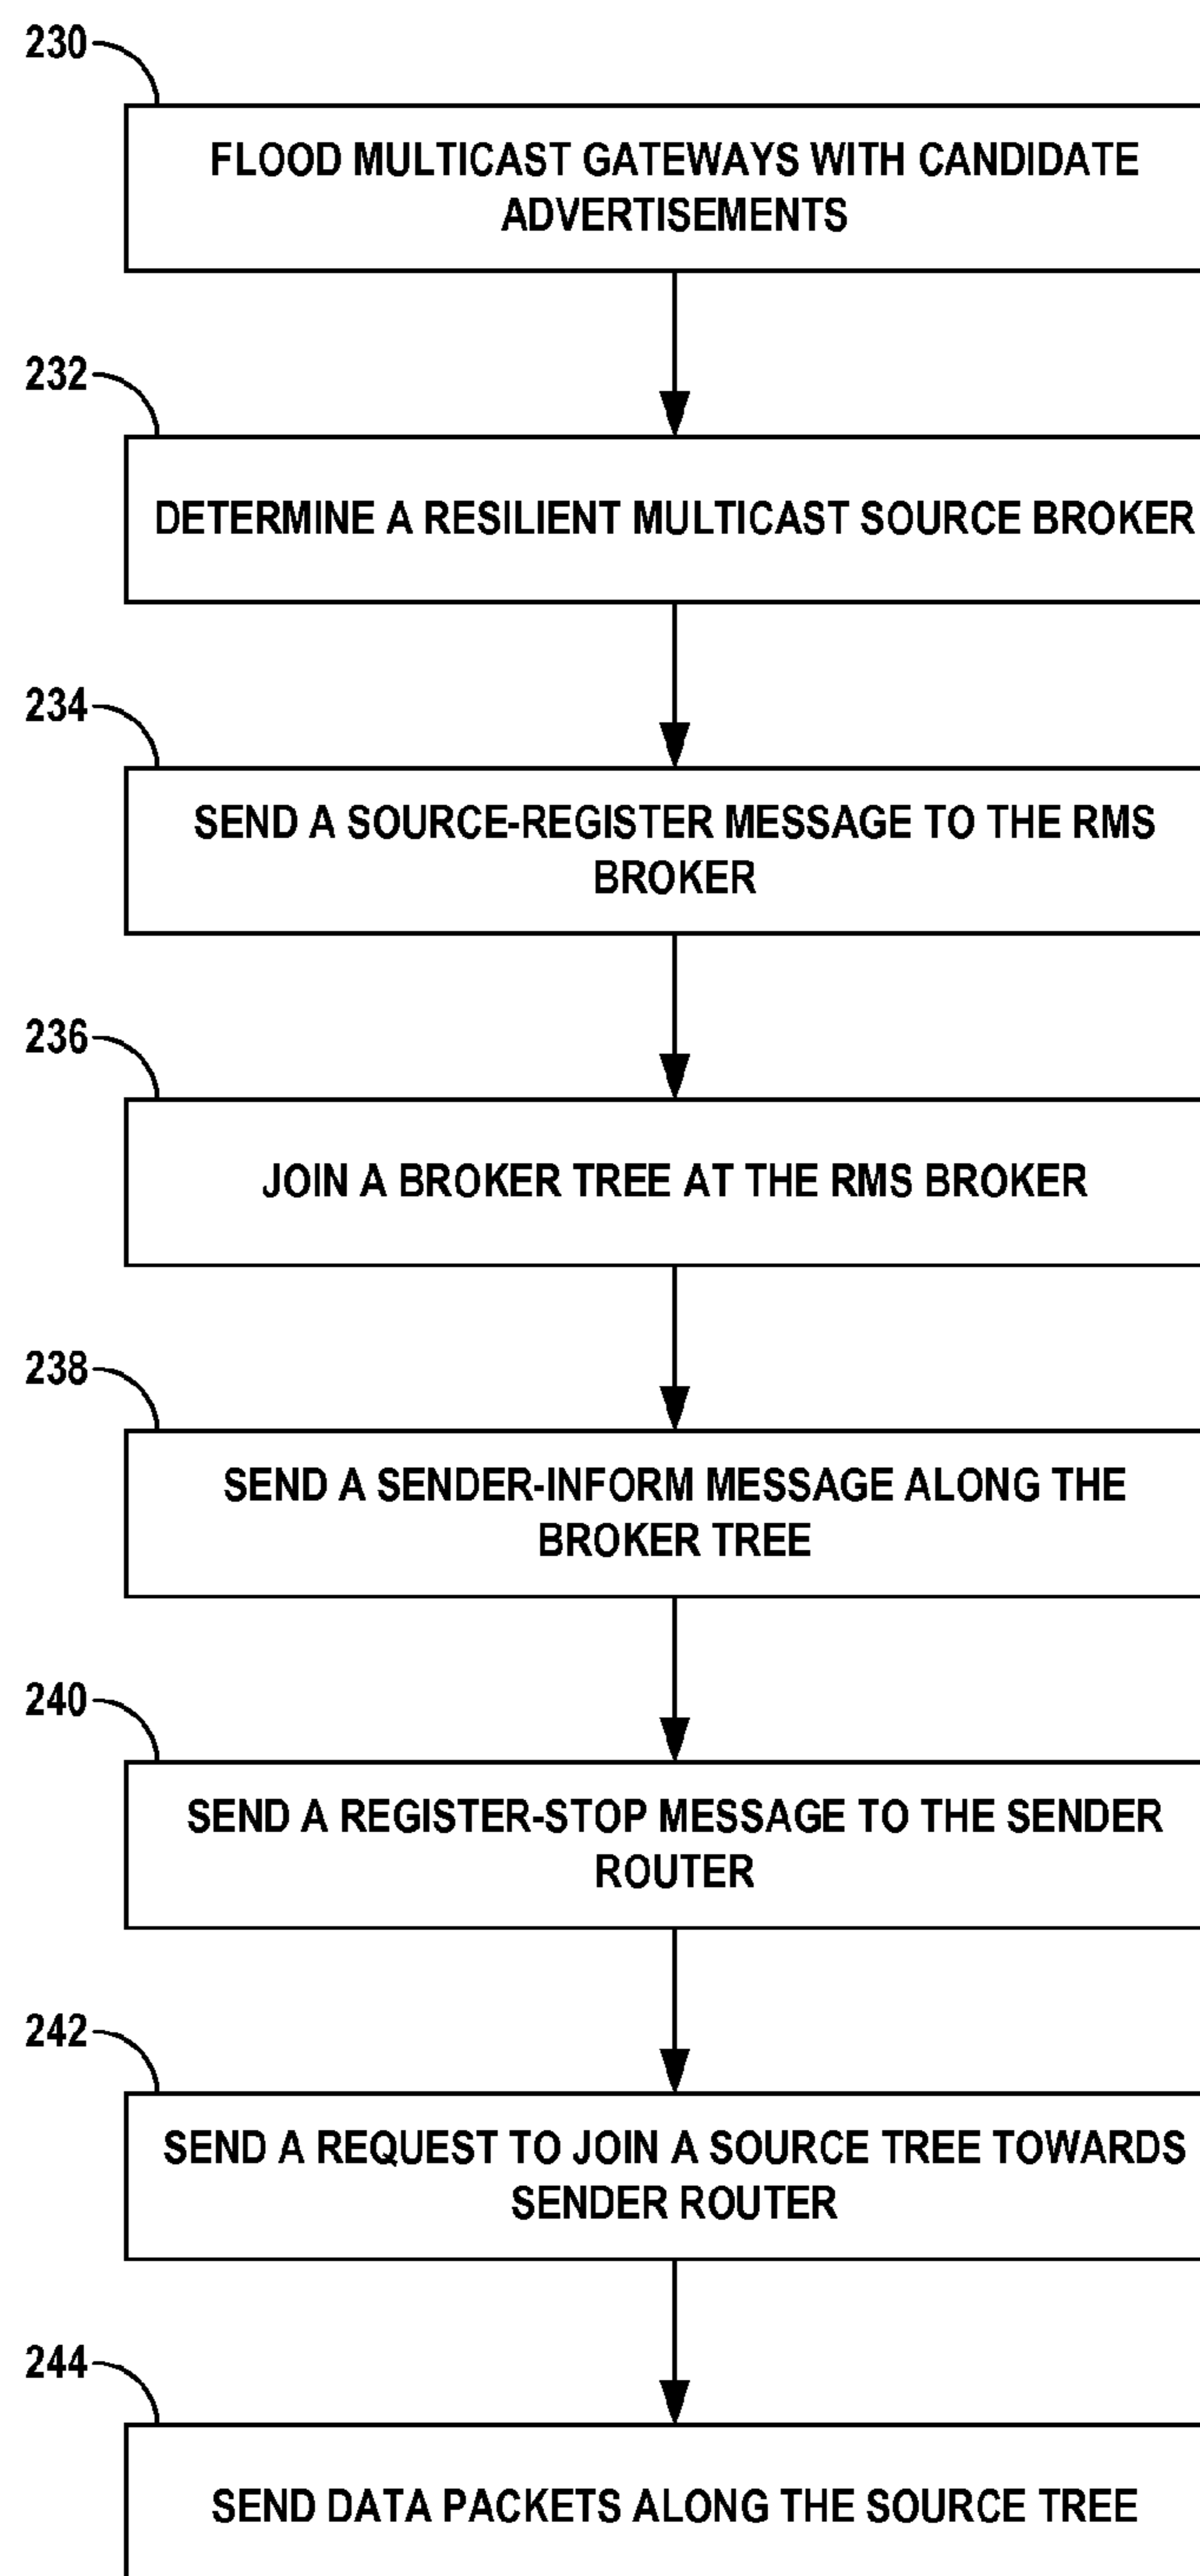 230
FLOOD MULTICAST GATEWAYS WITH CANDIDATE
ADVERTISEMENTS
232
DETERMINE A RESILIENT MULTICAST SOURCE BROKER
234
SEND A SOURCE-REGISTER MESSAGE TO THE RMS
BROKER
236
JOIN A BROKER TREE AT THE RMS BROKER
238
SEND A SENDER-INFORM MESSAGE ALONG THE
BROKER TREE
240
SEND A REGISTER-STOP MESSAGE TO THE SENDER
ROUTER
242
SEND A REQUEST TO JOIN A SOURCE TREE TOWARDS
SENDER ROUTER
244
SEND DATA PACKETS ALONG THE SOURCE TREE